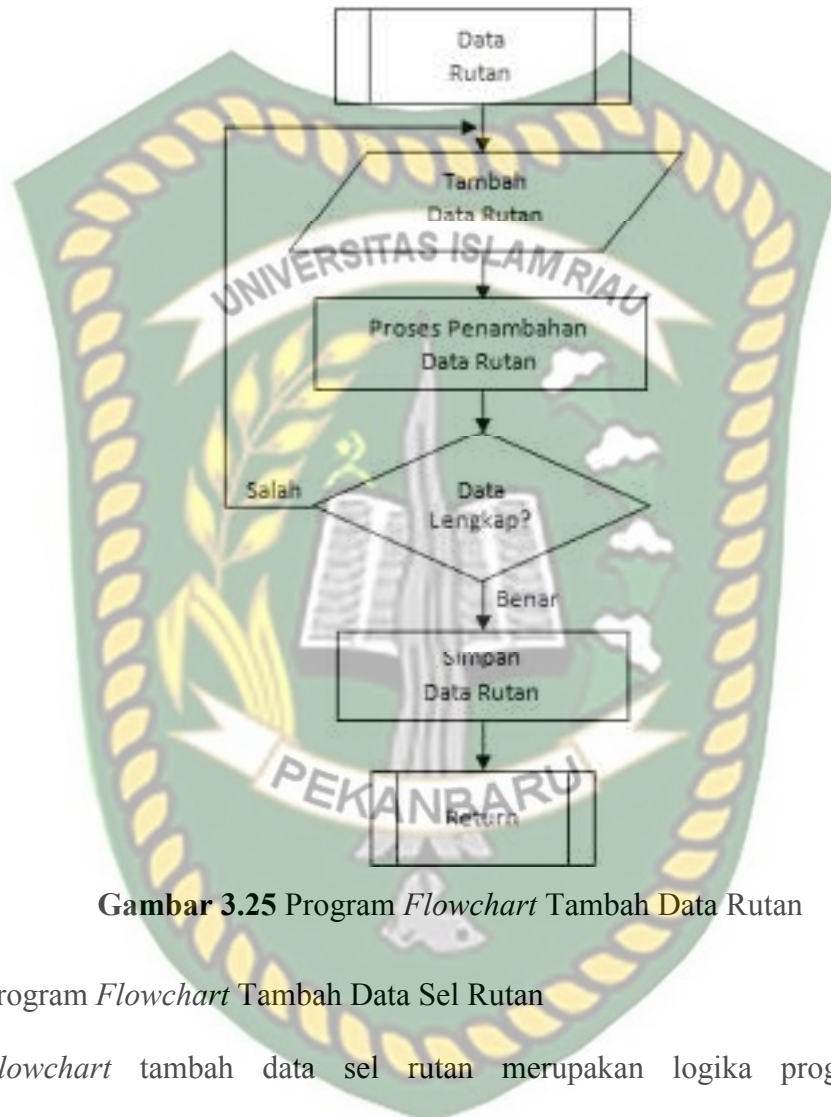 Data
Rutan
Tambah
Data Rutan
UNIVERSITAS ISLAM RIAU
Proses Penambahan
Data Rutan
Salah
Data
Lengkap?
Benar
Simpan
Data Rutan
PEKANBARU
Return
Gambar 3.25 Program Flowchart Tambah Data Rutan
rogram Flowchart Tambah Data Sel Rutan
lowchart tambah data sel rutan merupakan logika prog